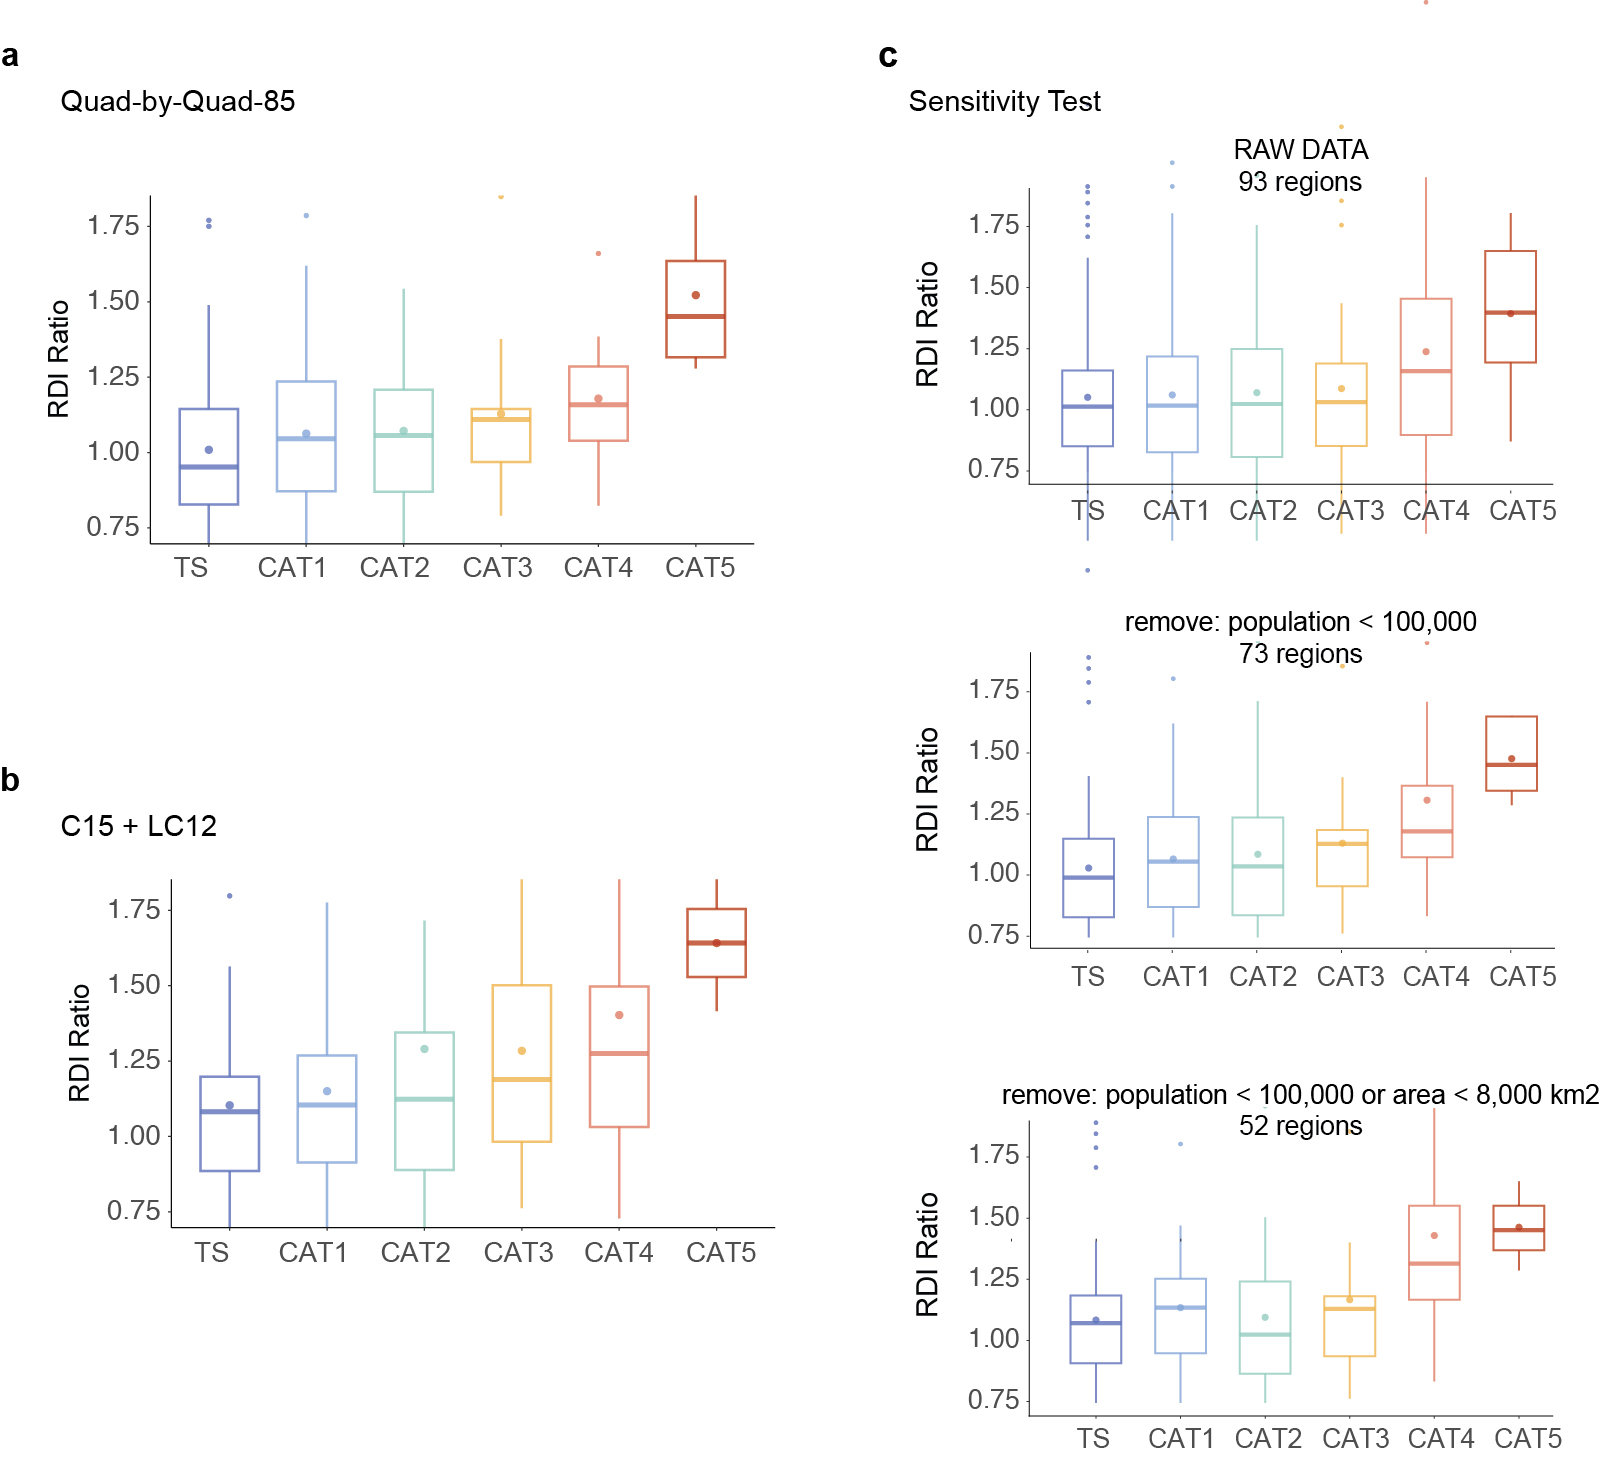 a
Quad-by-Quad-85
RDI Ratio
1.75
1.50
1.25
1.00
0.75
TS CAT1 CAT2 CAT3 CAT4 CAT5
b
C15 + LC12
RDI Ratio
1.75
1.50
1.25
1.00
0.75
TS CAT1 CAT2 CAT3 CAT4 CAT5
c
Sensitivity Test
RAW DATA
93 regions
RDI Ratio
1.75
1.50
1.25
1.00
0.75
TS CAT1 CAT2 CAT3 CAT4 CAT5
remove: population < 100,000
73 regions
RDI Ratio
1.75
1.50
1.25
1.00
0.75
TS CAT1 CAT2 CAT3 CAT4 CAT5
remove: population < 100,000 or area < 8,000 km2
52 regions
RDI Ratio
1.75
1.50
1.25
1.00
0.75
TS CAT1 CAT2 CAT3 CAT4 CAT5